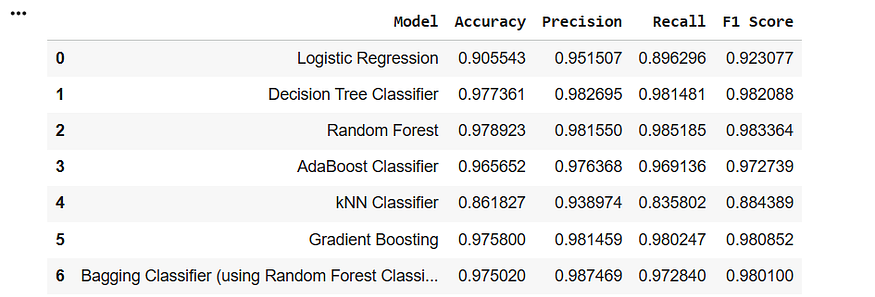 ...
Model Accuracy Precision Recall F1 Score
0 Logistic Regression 0.905543 0.951507 0.896296 0.923077
1 Decision Tree Classifier 0.977361 0.982695 0.981481 0.982088
2 Random Forest 0.978923 0.981550 0.985185 0.983364
3 AdaBoost Classifier 0.965652 0.976368 0.969136 0.972739
4 kNN Classifier 0.861827 0.938974 0.835802 0.884389
5 Gradient Boosting 0.975800 0.981459 0.980247 0.980852
6 Bagging Classifier (using Random Forest Classi... 0.975020 0.987469 0.972840 0.980100